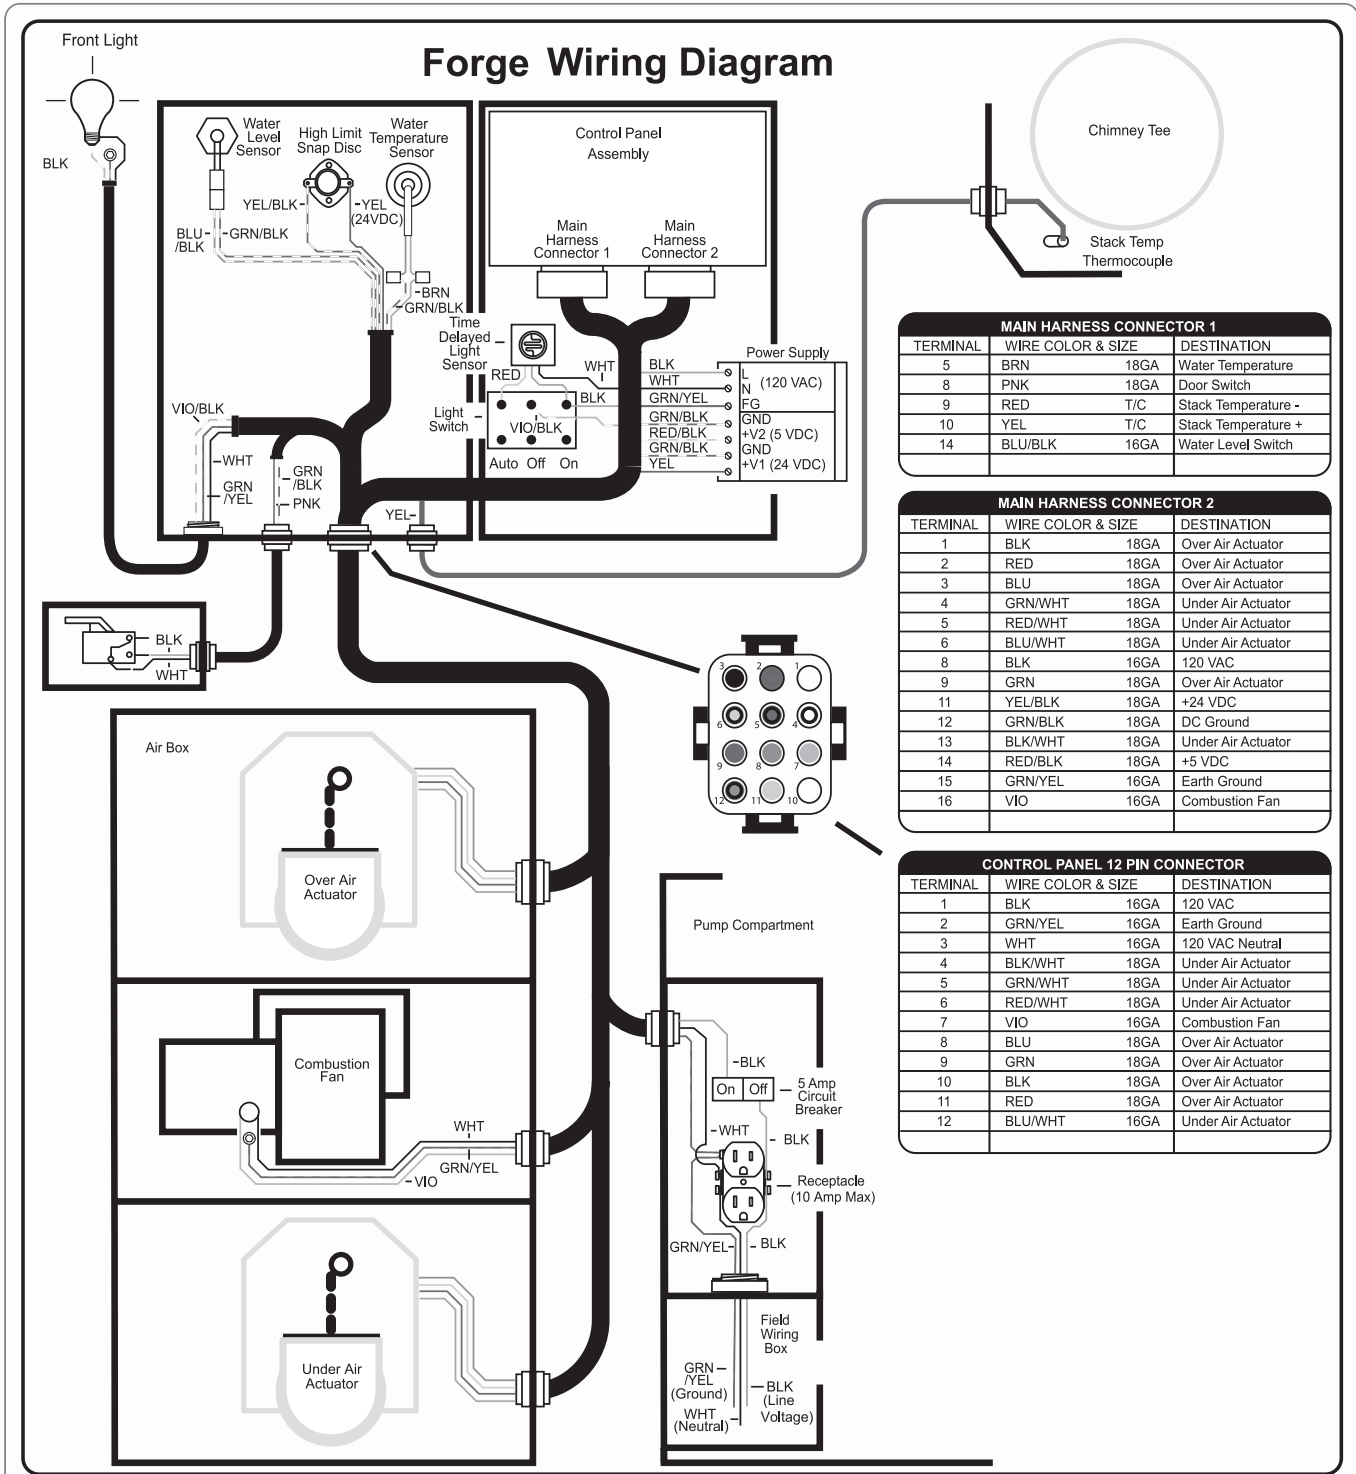 Forge Wiring Diagram
Front Light
BLK
Water
Level
Sensor
High Limit
Snap Disc
Water
Temperature
Sensor
YEL/BLK
YEL
(24VDC)
BLU
/BLK
GRN/BLK
BRN
GRN/BLK
VIO/BLK
WHT
GRN
/YEL
GRN
/BLK
PNK
YEL
Control Panel
Assembly
Main
Harness
Connector 1
Main
Harness
Connector 2
Time
Delayed
Light
Sensor
RED
WHT
BLK
Light
Switch
VIO/BLK
Auto Off On
BLK
WHT
GRN/YEL
GRN/BLK
RED/BLK
GRN/BLK
YEL
Power Supply
L
N
(120 VAC)
FG
GND
+V2 (5 VDC)
GND
+V1 (24 VDC)
Chimney Tee
Stack Temp
Thermocouple
MAIN HARNESS CONNECTOR 1
TERMINAL WIRE COLOR & SIZE DESTINATION
5 BRN 18GA Water Temperature
8 PNK 18GA Door Switch
9 RED T/C Stack Temperature -
10 YEL T/C Stack Temperature +
14 BLU/BLK 16GA Water Level Switch
MAIN HARNESS CONNECTOR 2
TERMINAL WIRE COLOR & SIZE DESTINATION
1 BLK 18GA Over Air Actuator
2 RED 18GA Over Air Actuator
3 BLU 18GA Over Air Actuator
4 GRN/WHT 18GA Under Air Actuator
5 RED/WHT 18GA Under Air Actuator
6 BLU/WHT 18GA Under Air Actuator
8 BLK 16GA 120 VAC
9 GRN 18GA Over Air Actuator
11 YEL/BLK 18GA +24 VDC
12 GRN/BLK 18GA DC Ground
13 BLK/WHT 18GA Under Air Actuator
14 RED/BLK 18GA +5 VDC
15 GRN/YEL 16GA Earth Ground
16 VIO 16GA Combustion Fan
CONTROL PANEL 12 PIN CONNECTOR
TERMINAL WIRE COLOR & SIZE DESTINATION
1 BLK 16GA 120 VAC
2 GRN/YEL 16GA Earth Ground
3 WHT 16GA 120 VAC Neutral
4 BLK/WHT 18GA Under Air Actuator
5 GRN/WHT 18GA Under Air Actuator
6 RED/WHT 18GA Under Air Actuator
7 VIO 16GA Combustion Fan
8 BLU 18GA Over Air Actuator
9 GRN 18GA Over Air Actuator
10 BLK 18GA Over Air Actuator
11 RED 18GA Over Air Actuator
12 BLU/WHT 16GA Under Air Actuator
BLK
WHT
3 2 1
6 5 4
9 8 7
12 11 10
Air Box
Over Air
Actuator
Combustion
Fan
WHT
GRN/YEL
VIO
Under Air
Actuator
Pump Compartment
BLK
On Off
5 Amp
Circuit
Breaker
WHT
BLK
Receptacle
(10 Amp Max)
GRN/YEL
BLK
Field
Wiring
Box
GRN
/YEL
(Ground)
WHT
(Neutral)
BLK
(Line
Voltage)